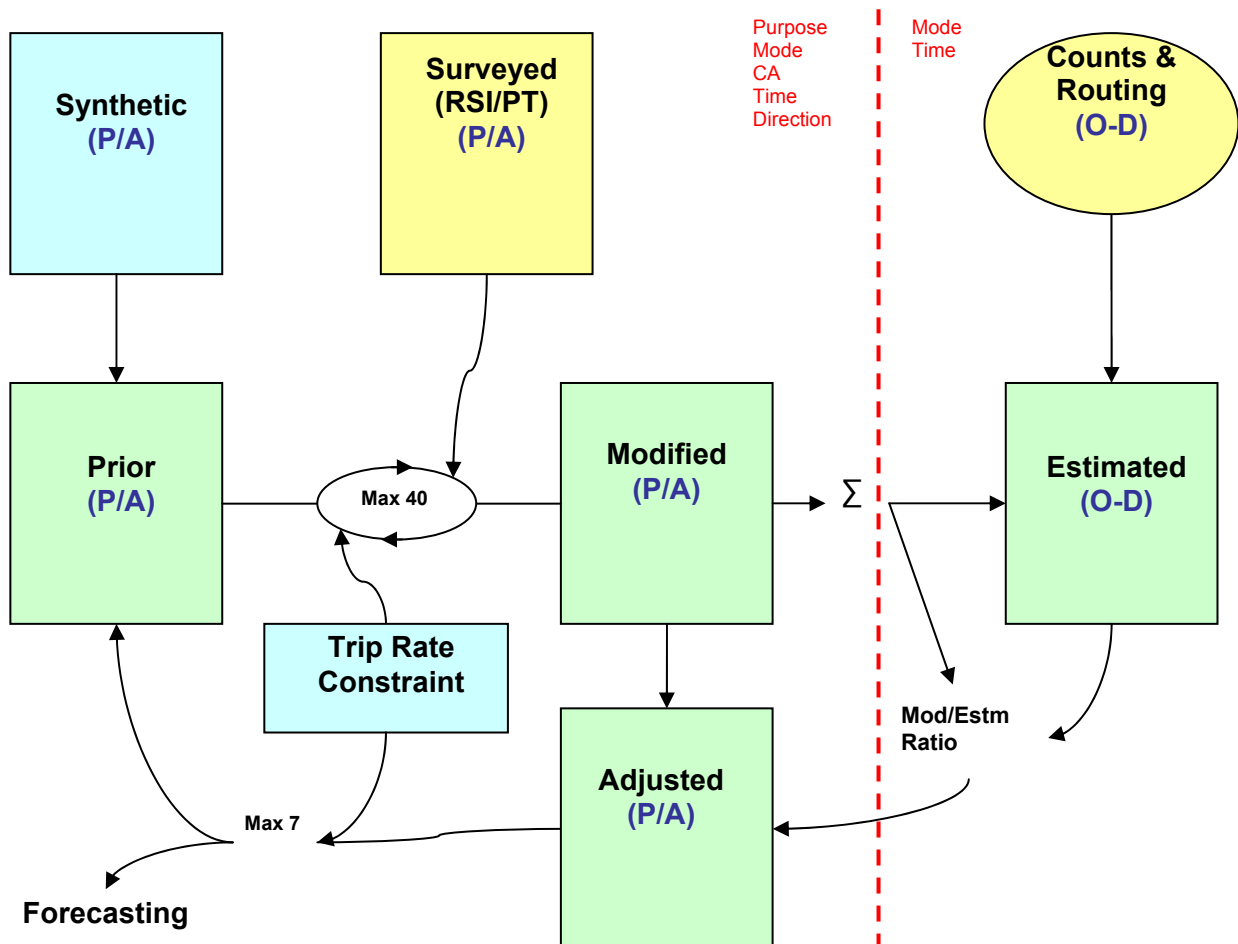 Purpose
Mode
CA
Time
Direction
Mode
Time
Synthetic
(P/A)
Surveyed
(RSI/PT)
(P/A)
Counts &
Routing
(O-D)
Prior
(P/A)
Max 40
Modified
(P/A)
∑
Estimated
(O-D)
Trip Rate
Constraint
Mod/Estm
Ratio
Adjusted
(P/A)
Max 7
Forecasting